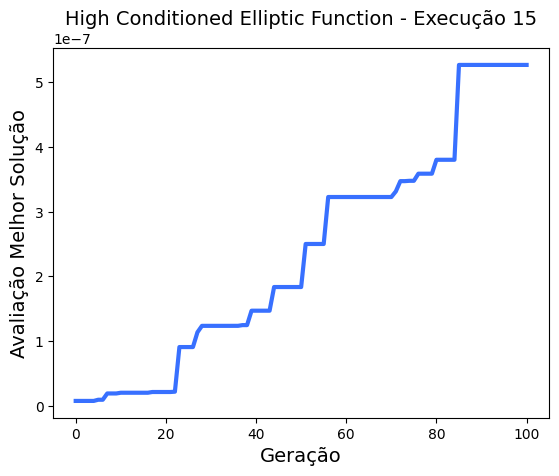 High Conditioned Elliptic Function - Execução 15
1e−7
5
4
3
2
1
0
Avaliação Melhor Solução
0 20 40 60 80 100
Geração